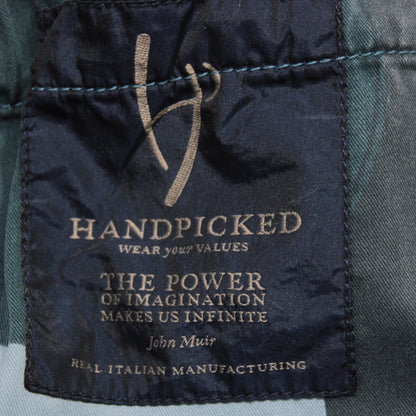 HANDPICKED
WEAR your VALUES
THE POWER
OF IMAGINATION
MAKES US INFINITE
John Muir
REAL ITALIAN MANUFACTURING